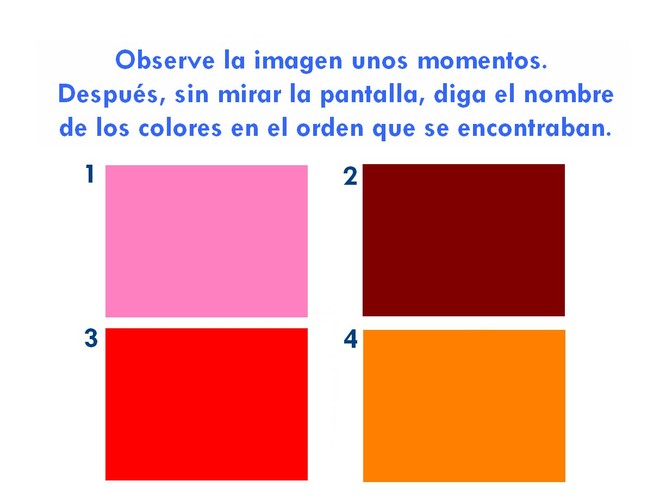 Observe la imagen unos momentos.
Después, sin mirar la pantalla, diga el nombre
de los colores en el orden que se encontraban.
1 2
3 4